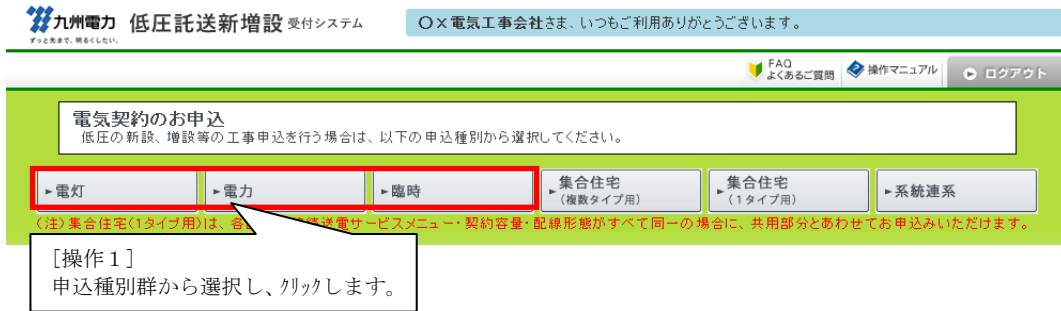 九州電力 低圧託送新増設 受付システム
ずっと先まで、明るくしたい。
〇×電気工事会社さま、いつもご利用ありがとうございます。
FAQ
よくあるご質問
操作マニュアル
ログアウト
電気契約のお申込
低圧の新設、増設等の工事申込を行う場合は、以下の申込種別から選択してください。
電灯
電力
臨時
集合住宅
(複数タイプ用)
集合住宅
(1タイプ用)
系統連系
(注)集合住宅(1タイプ用)は、各 送電サービスメニュー・契約容量・配線形態がすべて同一の場合に、共用部分とあわせてお申込みいただけます。
[操作1]
申込種別群から選択し、クリックします。